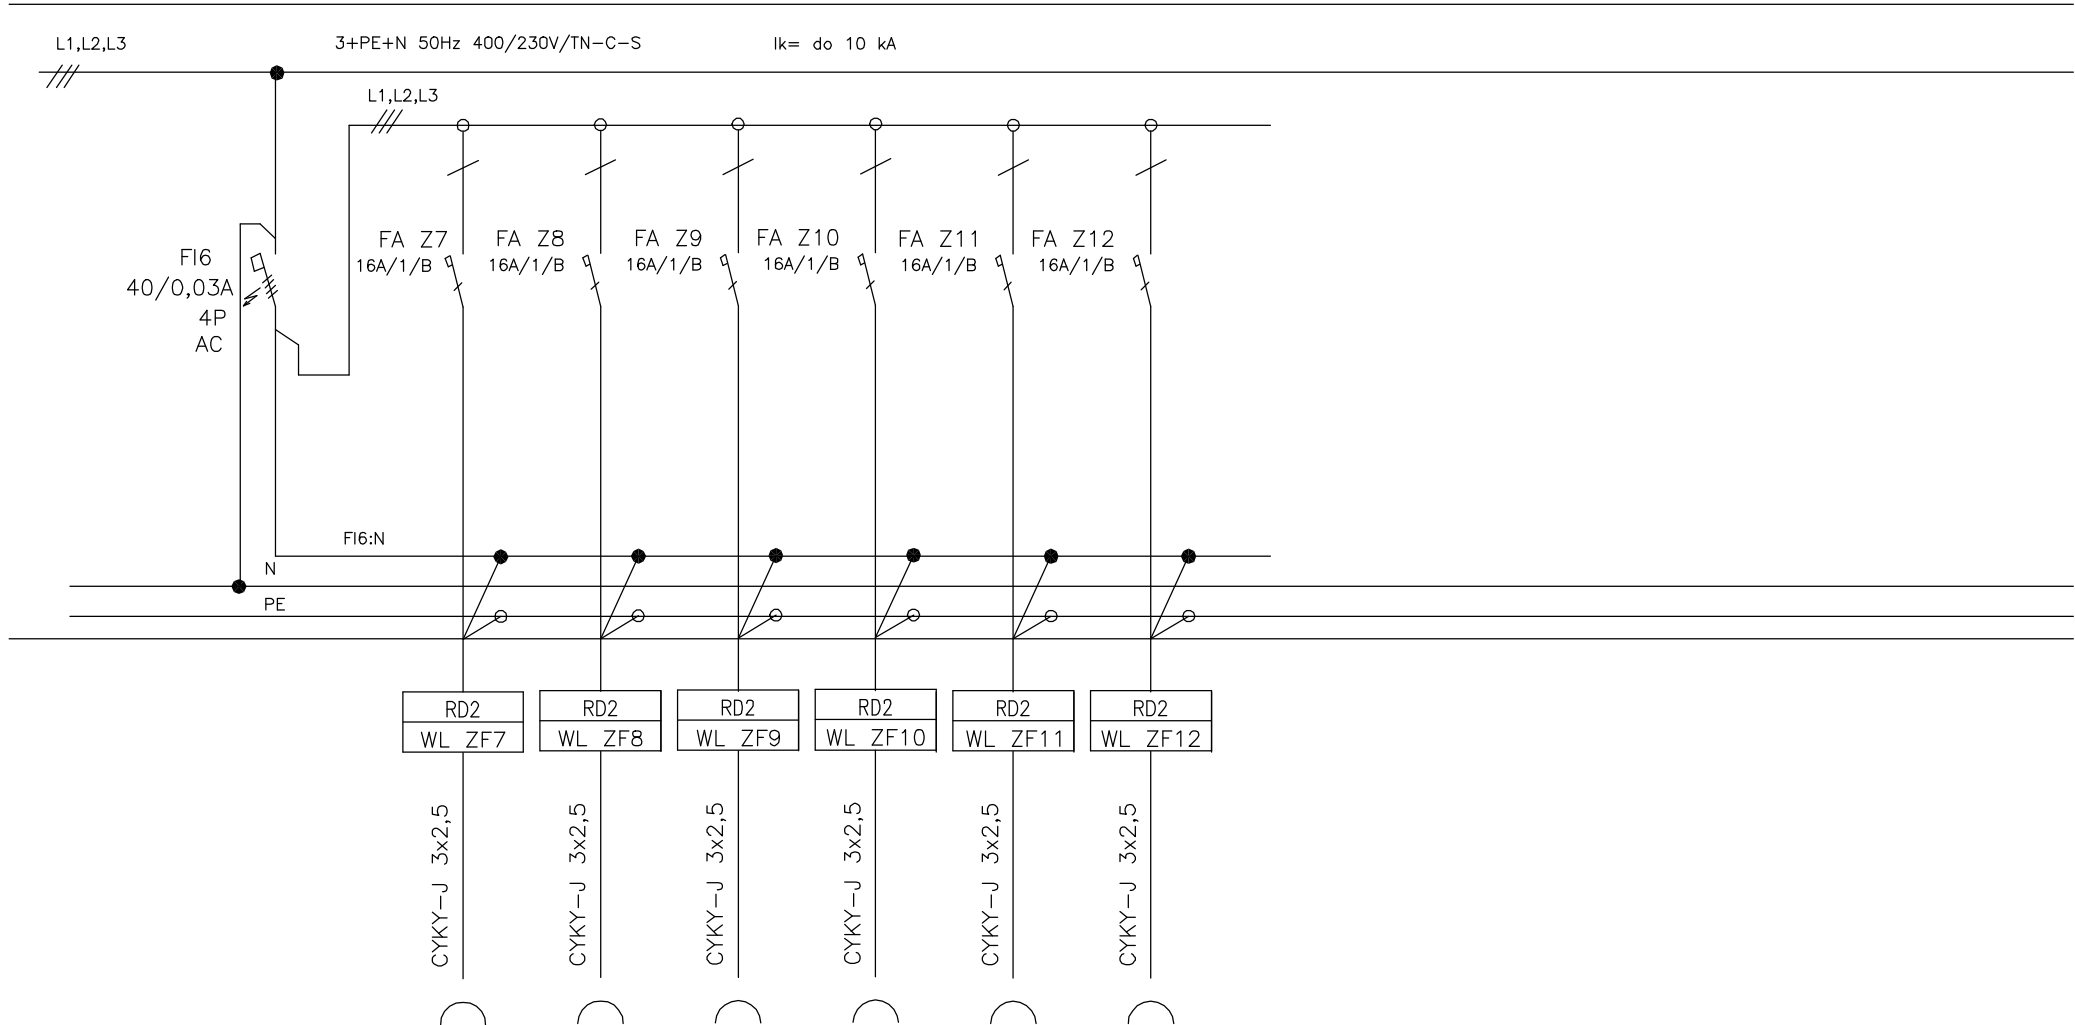 L1,L2,L3
3+PE+N 50Hz 400/230V/TN-C-S
Ik= do 10 kA
L1,L2,L3
FI6
40/0,03A
4P
AC
FA Z7
16A/1/B
FA Z8
16A/1/B
FA Z9
16A/1/B
FA Z10
16A/1/B
FA Z11
16A/1/B
FA Z12
16A/1/B
FI6:N
N
PE
RD2
WL ZF7
RD2
WL ZF8
RD2
WL ZF9
RD2
WL ZF10
RD2
WL ZF11
RD2
WL ZF12
CYKY-J 3x2,5
CYKY-J 3x2,5
CYKY-J 3x2,5
CYKY-J 3x2,5
CYKY-J 3x2,5
CYKY-J 3x2,5